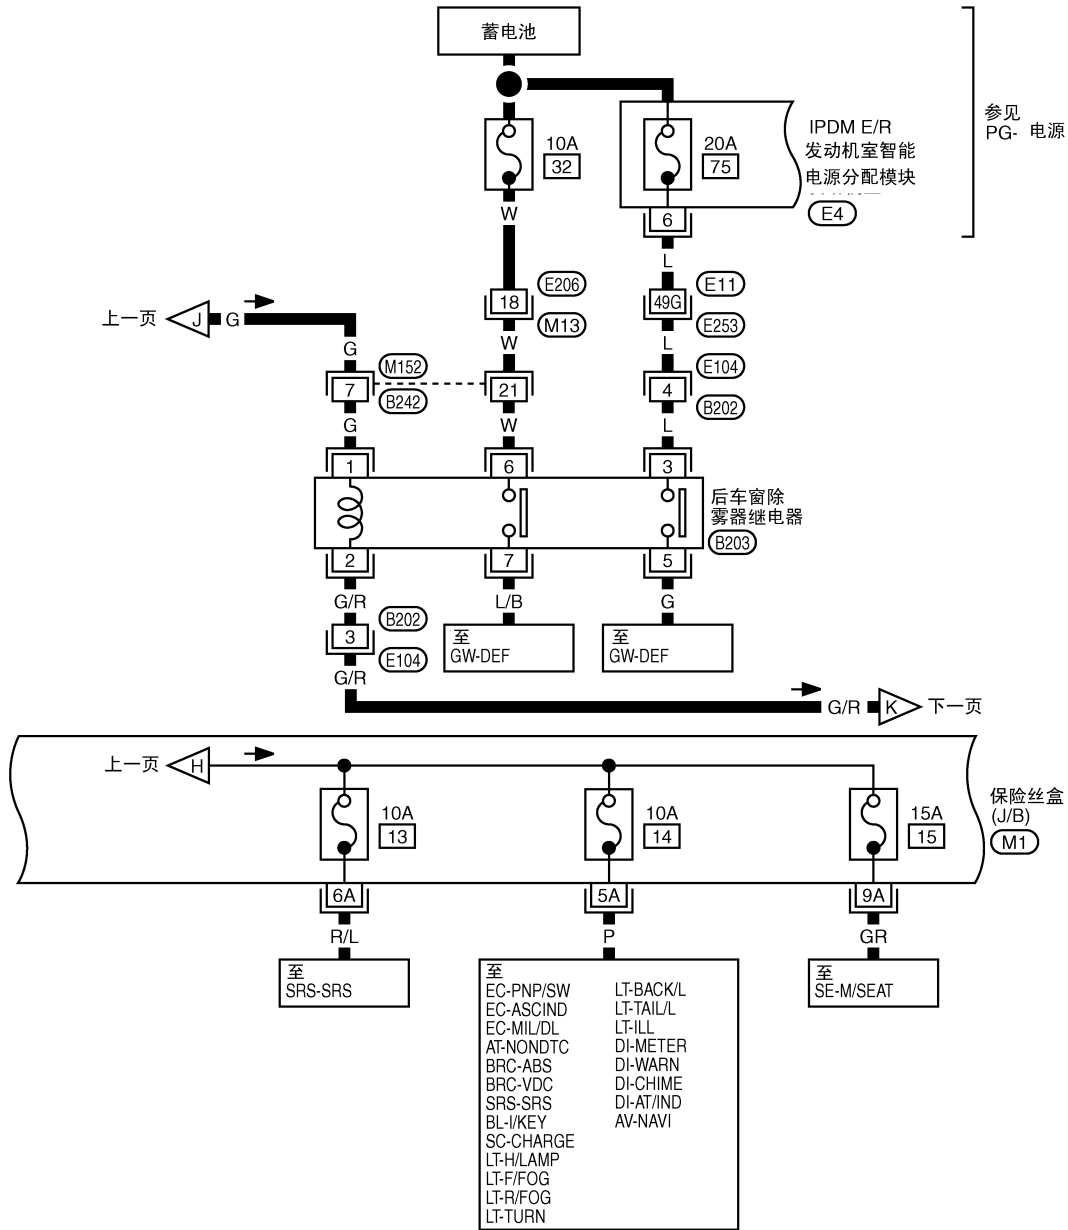 蓄电池
参见
PG- 电源
10A
32
20A
75
IPDM E/R
发动机室智能
电源分配模块
E4
W
6
L
上一页
J
G
18
E206
M13
49G
E11
E253
G
W
L
7
M152
B242
21
4
E104
B202
G
W
L
1
6
3
后车窗除
雾器继电器
B203
2
7
5
G/R
L/B
G
3
B202
E104
至
GW-DEF
至
GW-DEF
G/R
G/R
K
下一页
上一页
H
10A
13
10A
14
15A
15
保险丝盒
(J/B)
M1
6A
5A
9A
R/L
P
GR
至
SRS-SRS
至
EC-PNP/SW
EC-ASCIND
EC-MIL/DL
AT-NONDTC
BRC-ABS
BRC-VDC
SRS-SRS
BL-I/KEY
SC-CHARGE
LT-H/LAMP
LT-F/FOG
LT-R/FOG
LT-TURN
LT-BACK/L
LT-TAIL/L
LT-ILL
DI-METER
DI-WARN
DI-CHIME
DI-AT/IND
AV-NAVI
至
SE-M/SEAT